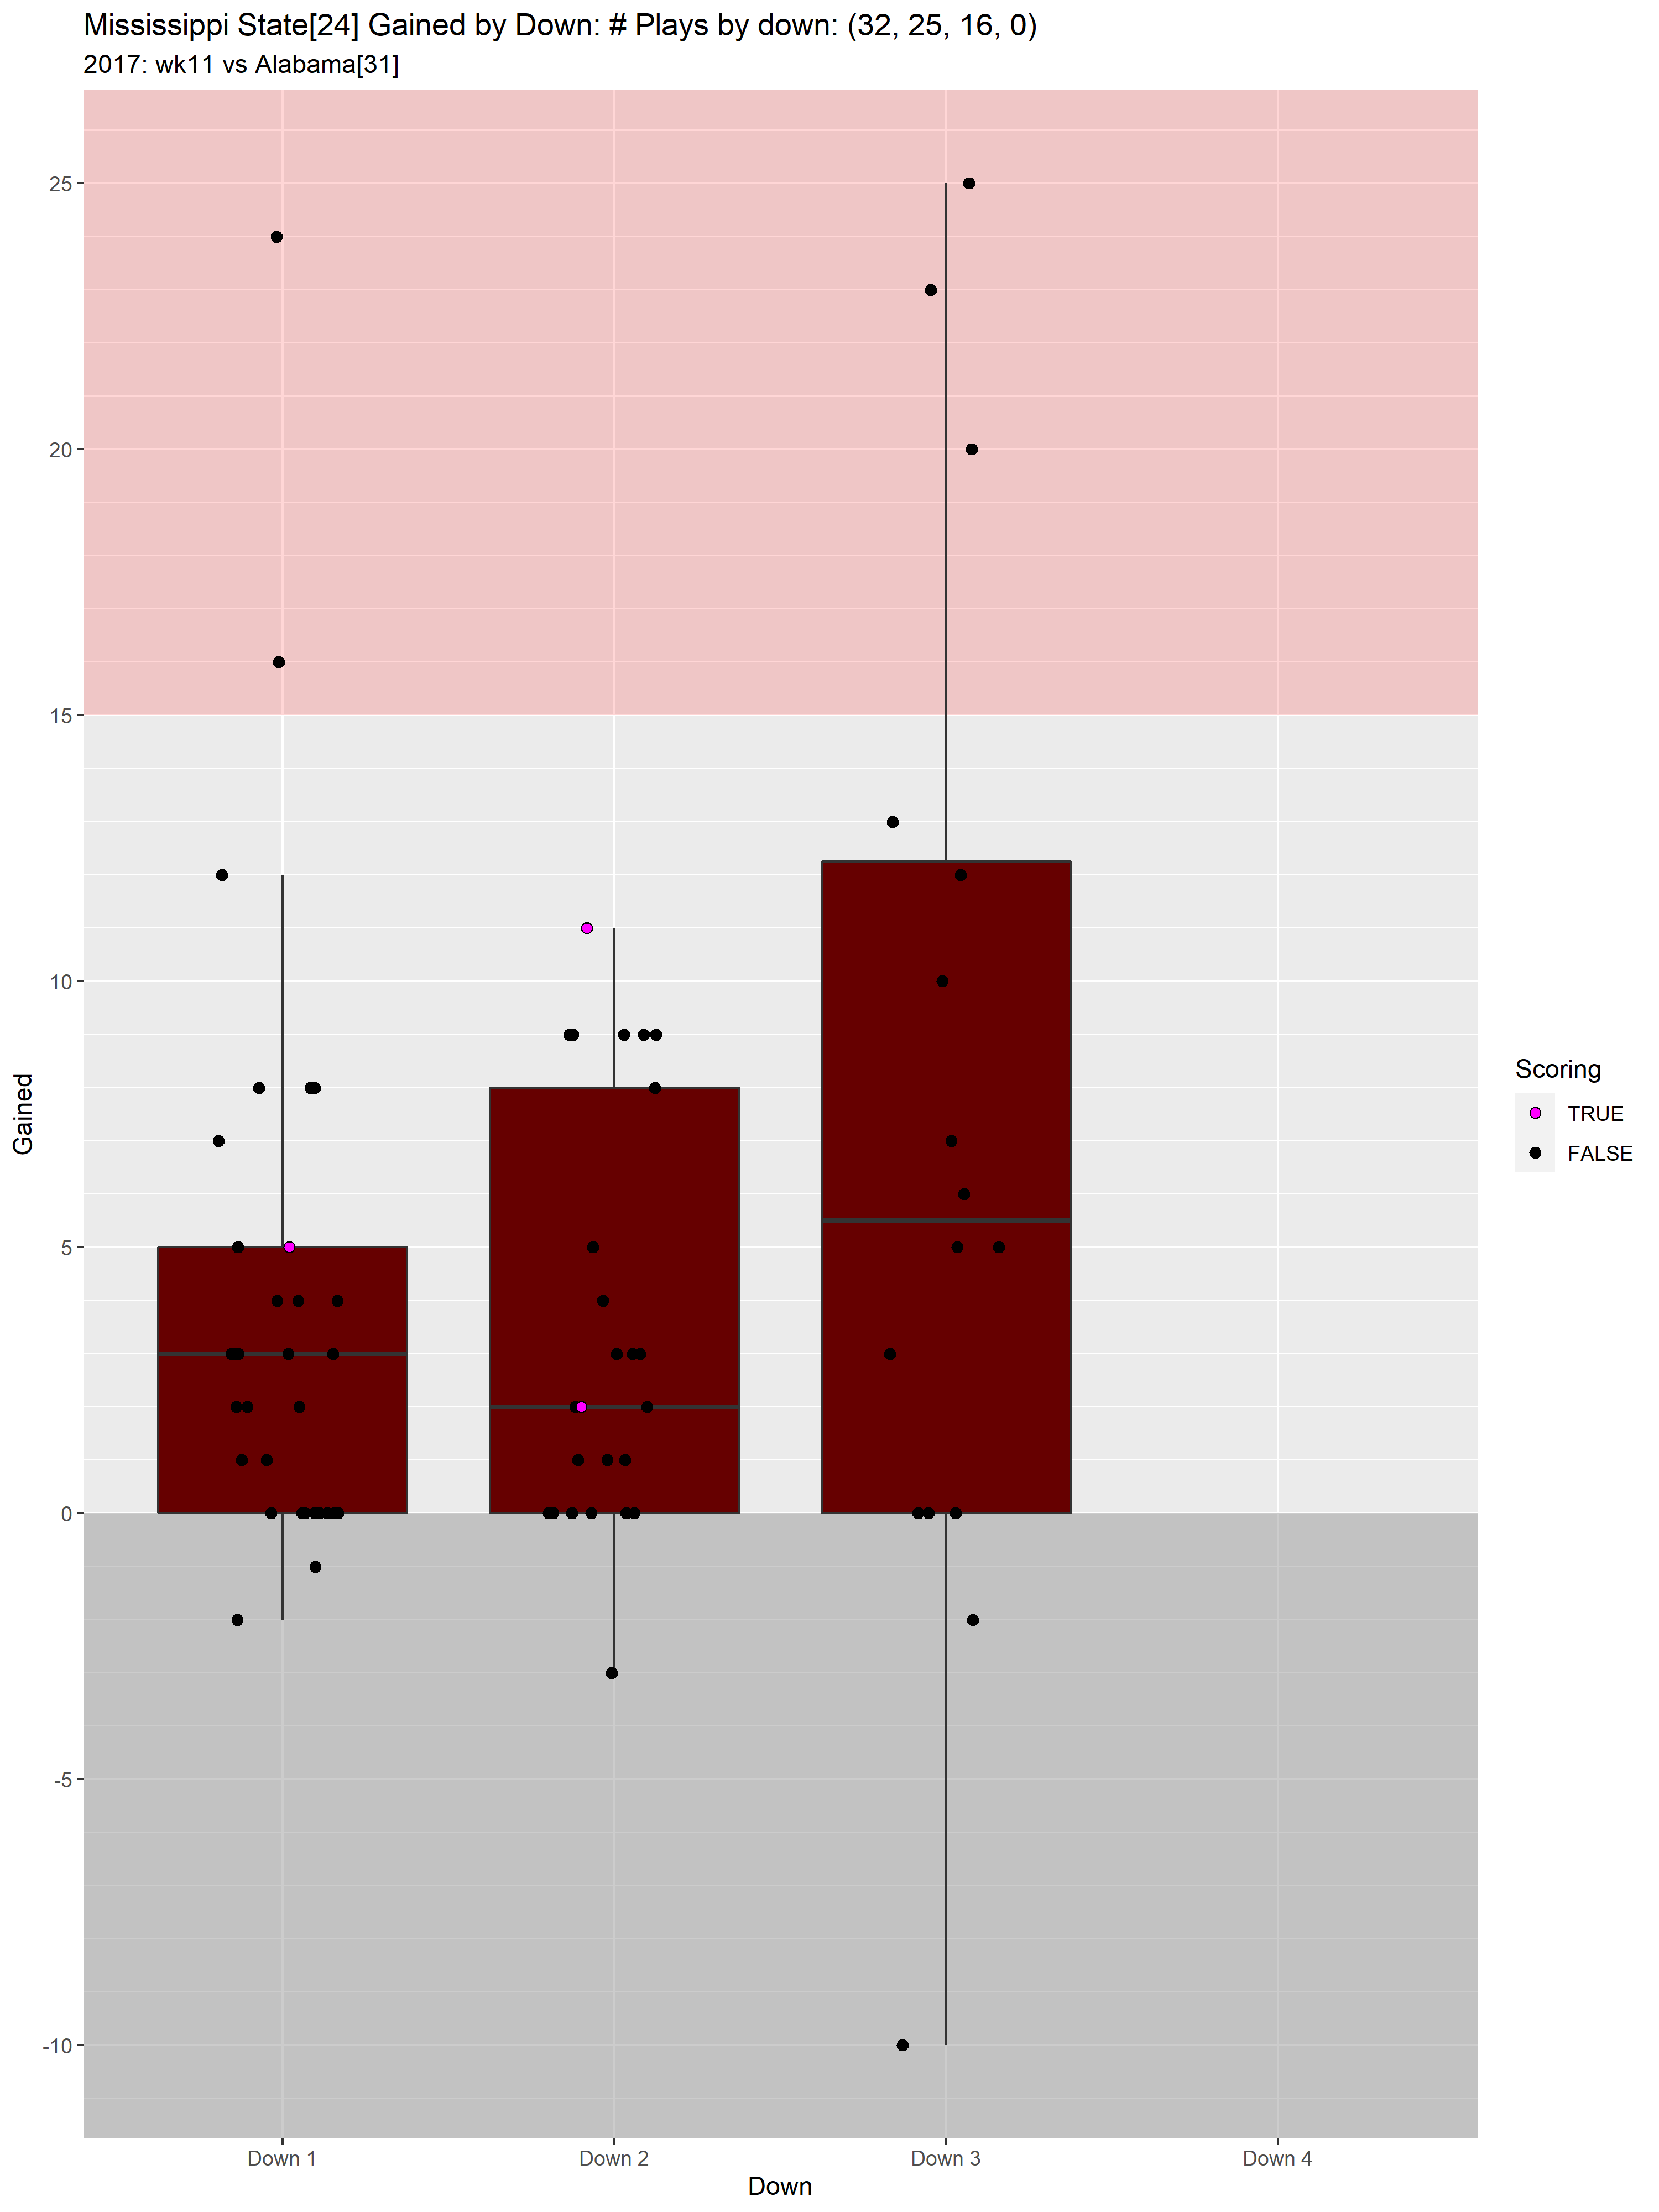 Mississippi State[24] Gained by Down: # Plays by down: (32, 25, 16, 0)
2017: wk11 vs Alabama[31]
25
20
15
10
5
0
-5
-10
Gained
Down 1
Down 2
Down 3
Down 4
Down
Scoring
TRUE
FALSE